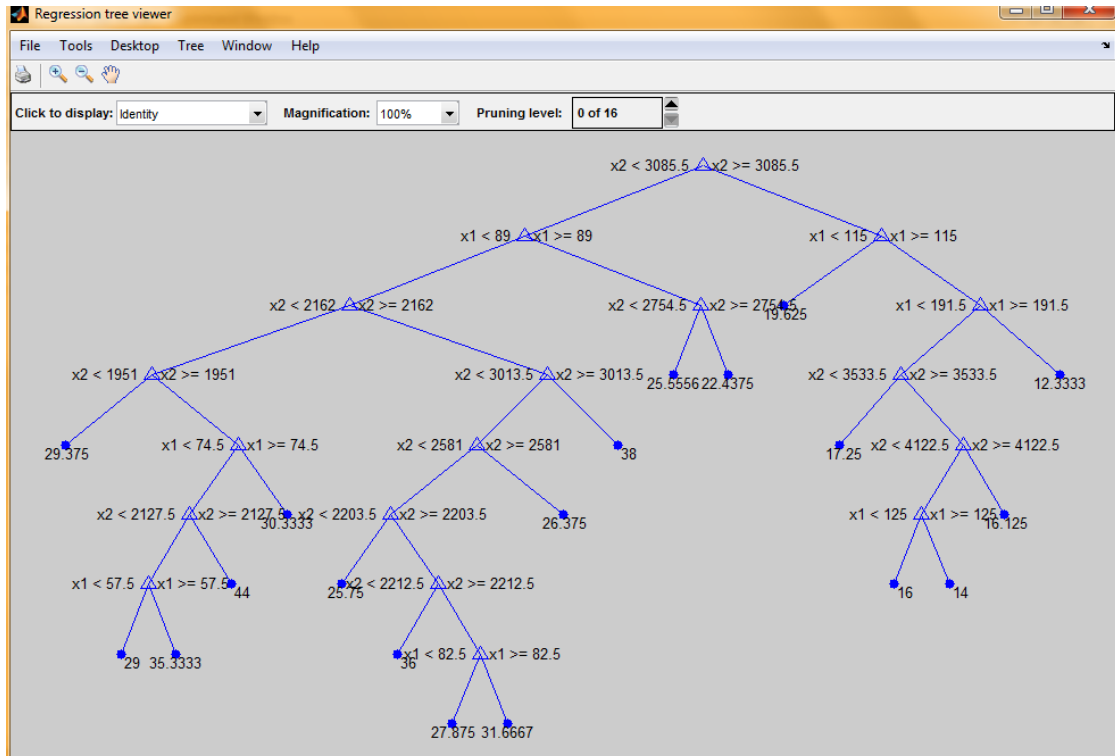 Regression tree viewer
File Tools Desktop Tree Window Help
Click to display: Identity Magnification: 100% Pruning level: 0 of 16
x2 < 3085.5 x2 >= 3085.5
x1 < 89 x1 >= 89 x1 < 115 x1 >= 115
x2 < 2162 x2 >= 2162 x2 < 2754.5 x2 >= 2754.5 19.625 x1 < 191.5 x1 >= 191.5
x2 < 1951 x2 >= 1951 x2 < 3013.5 x2 >= 3013.5 25.5556 22.4375 x2 < 3533.5 x2 >= 3533.5 12.3333
29.375 x1 < 74.5 x1 >= 74.5 x2 < 2581 x2 >= 2581 38 17.25 x2 < 4122.5 x2 >= 4122.5
x2 < 2127.5 x2 >= 2127.5 30.3333 x2 < 2203.5 x2 >= 2203.5 26.375 x1 < 125 x1 >= 125 16.125
x1 < 57.5 x1 >= 57.5 44 25.75 x2 < 2212.5 x2 >= 2212.5 16 14
29 35.3333 36 x1 < 82.5 x1 >= 82.5
27.875 31.6667